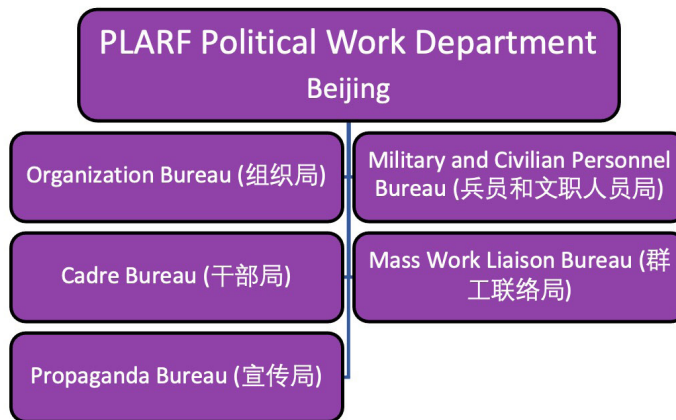 PLARF Political Work Department
Beijing
Organization Bureau (组织局)
Military and Civilian Personnel
Bureau (兵员和文职人员局)
Cadre Bureau (干部局)
Mass Work Liaison Bureau (群
工联络局)
Propaganda Bureau (宣传局)